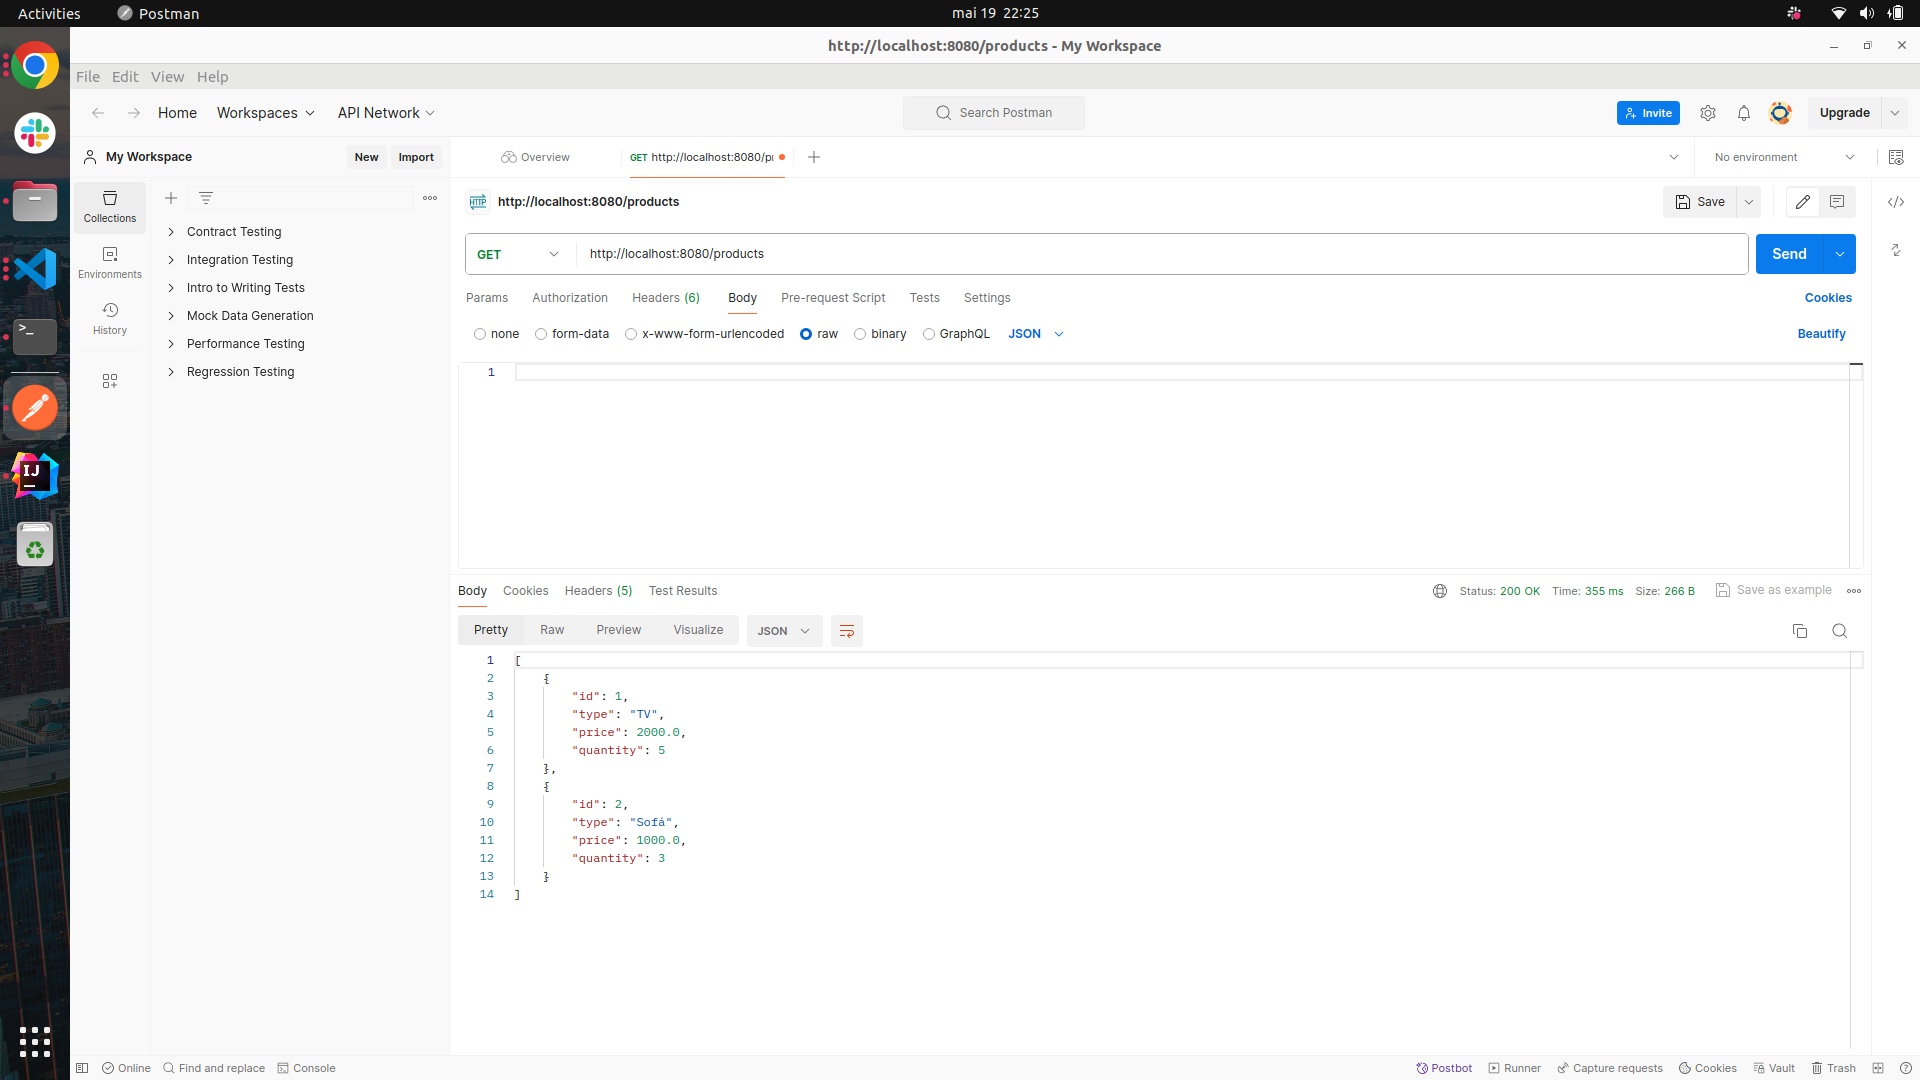 Activities Postman mai 19 22:25
http://localhost:8080/products - My Workspace
File Edit View Help
Home Workspaces API Network Search Postman Invite Upgrade
My Workspace New Import Overview GET http://localhost:8080/p No environment
Collections
Environments
History
Contract Testing
Integration Testing
Intro to Writing Tests
Mock Data Generation
Performance Testing
Regression Testing
HTTP http://localhost:8080/products Save
GET http://localhost:8080/products Send
Params Authorization Headers (6) Body Pre-request Script Tests Settings Cookies
none form-data x-www-form-urlencoded raw binary GraphQL JSON Beautify
1
Body Cookies Headers (5) Test Results Status: 200 OK Time: 355 ms Size: 266 B Save as example
Pretty Raw Preview Visualize JSON
1 [
2 {
3 "id": 1,
4 "type": "TV",
5 "price": 2000.0,
6 "quantity": 5
7 },
8 {
9 "id": 2,
10 "type": "Sofá",
11 "price": 1000.0,
12 "quantity": 3
13 }
14 ]
IJ
Online Find and replace Console Postbot Runner Capture requests Cookies Vault Trash